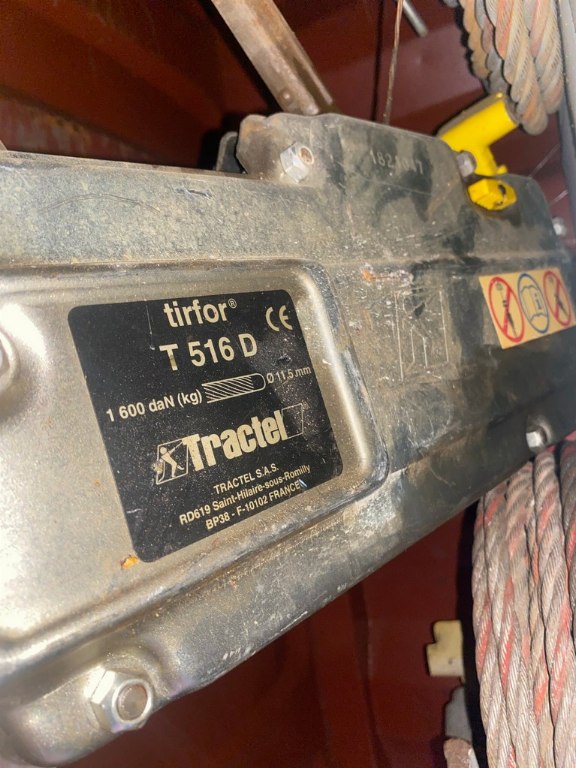 tirfor®
CE
T 516 D
1 600 daN (kg) Ø 11,5 mm
Tractel
TRACTEL S.A.S.
RD619 Saint-Hilaire-sous-Romilly
BP38 - F-10102 FRANCE